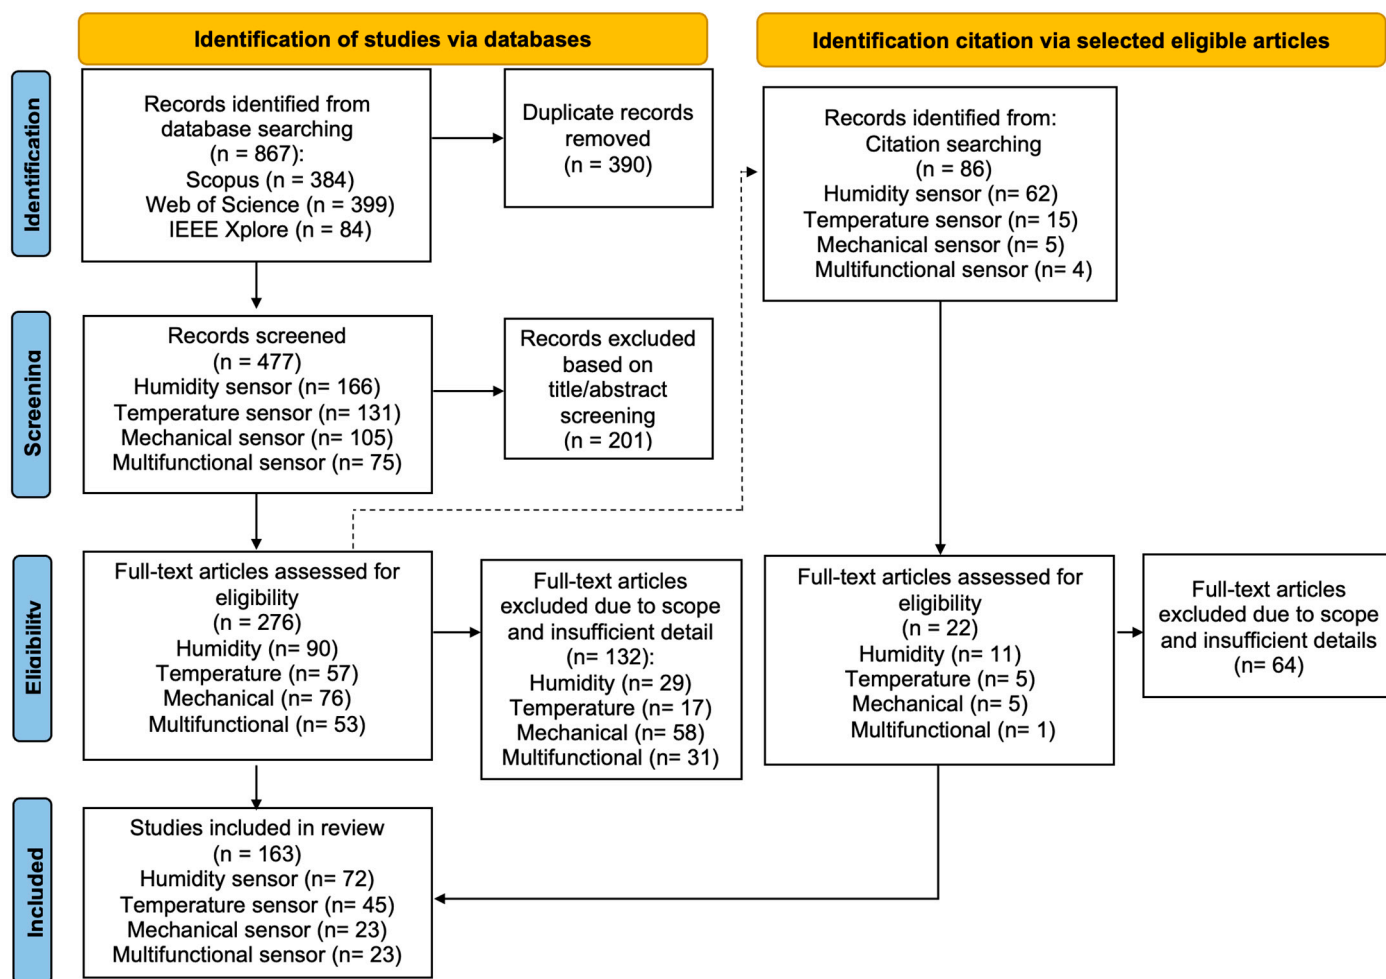 Identification of studies via databases
Identification citation via selected eligible articles
Identification
Records identified from
database searching
(n = 867):
Scopus (n = 384)
Web of Science (n = 399)
IEEE Xplore (n = 84)
Duplicate records
removed
(n = 390)
Records identified from:
Citation searching
(n = 86)
Humidity sensor (n= 62)
Temperature sensor (n= 15)
Mechanical sensor (n= 5)
Multifunctional sensor (n= 4)
Screening
Records screened
(n = 477)
Humidity sensor (n= 166)
Temperature sensor (n= 131)
Mechanical sensor (n= 105)
Multifunctional sensor (n= 75)
Records excluded
based on
title/abstract
screening
(n = 201)
Eligibility
Full-text articles assessed for
eligibility
(n = 276)
Humidity (n= 90)
Temperature (n= 57)
Mechanical (n= 76)
Multifunctional (n= 53)
Full-text articles
excluded due to scope
and insufficient detail
(n= 132):
Humidity (n= 29)
Temperature (n= 17)
Mechanical (n= 58)
Multifunctional (n= 31)
Full-text articles assessed for
eligibility
(n = 22)
Humidity (n= 11)
Temperature (n= 5)
Mechanical (n= 5)
Multifunctional (n= 1)
Full-text articles
excluded due to scope
and insufficient details
(n= 64)
Included
Studies included in review
(n = 163)
Humidity sensor (n= 72)
Temperature sensor (n= 45)
Mechanical sensor (n= 23)
Multifunctional sensor (n= 23)